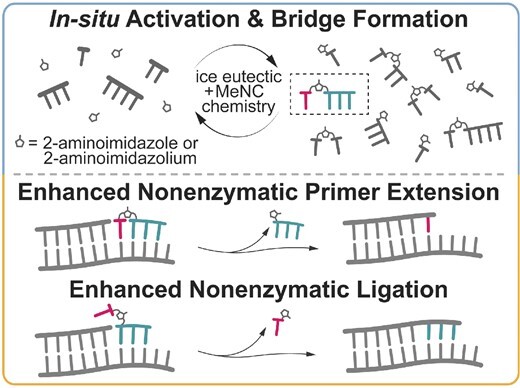 In-situ Activation & Bridge Formation
ice eutectic
+MeNC
chemistry
= 2-aminoimidazole or
2-aminoimidazolium
Enhanced Nonenzymatic Primer Extension
Enhanced Nonenzymatic Ligation